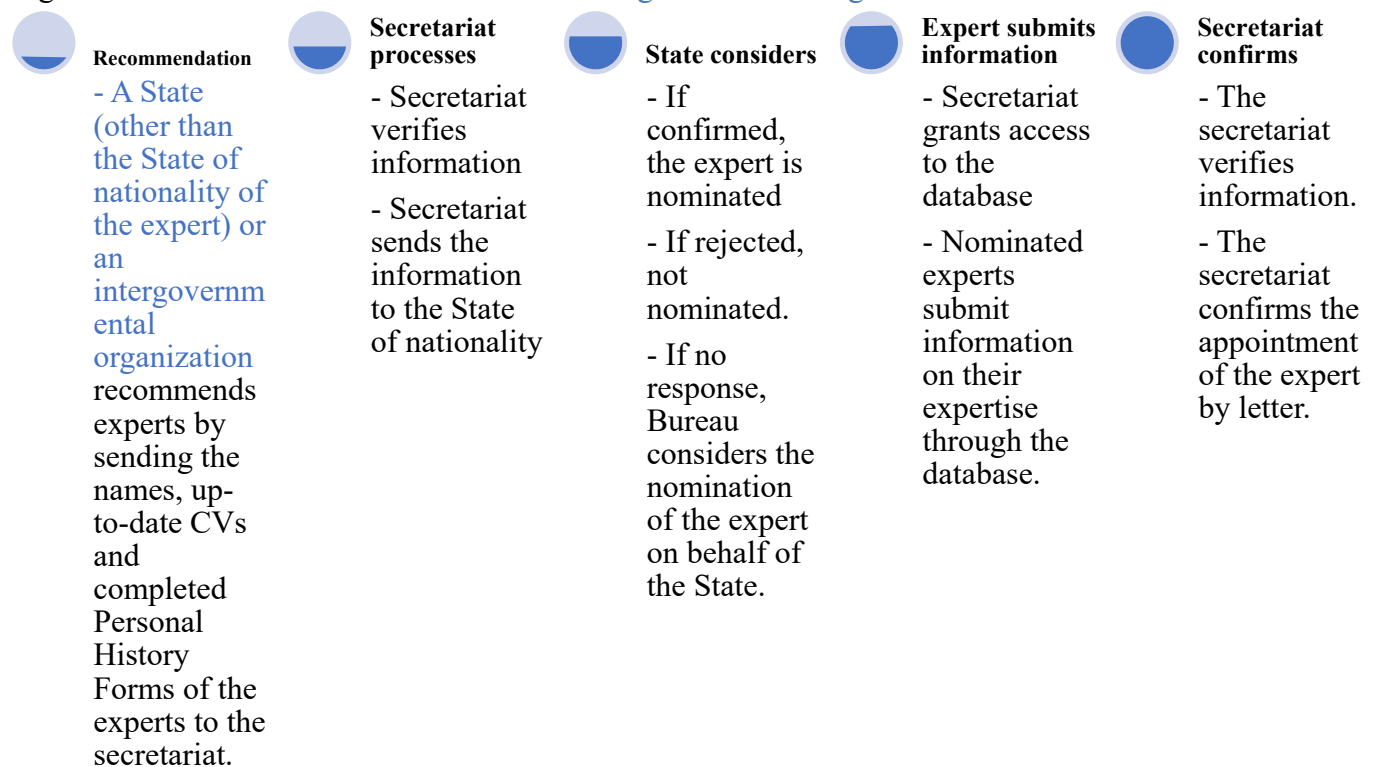 Recommendation
- A State
(other than
the State of
nationality of
the expert) or
an
intergovernm
ental
organization
recommends
experts by
sending the
names, up-
to-date CVs
and
completed
Personal
History
Forms of the
experts to the
secretariat.
Secretariat
processes
- Secretariat
verifies
information
- Secretariat
sends the
information
to the State
of nationality
State considers
- If
confirmed,
the expert is
nominated
- If rejected,
not
nominated.
- If no
response,
Bureau
considers the
nomination
of the expert
on behalf of
the State.
Expert submits
information
- Secretariat
grants access
to the
database
- Nominated
experts
submit
information
on their
expertise
through the
database.
Secretariat
confirms
- The
secretariat
verifies
information.
- The
secretariat
confirms the
appointment
of the expert
by letter.